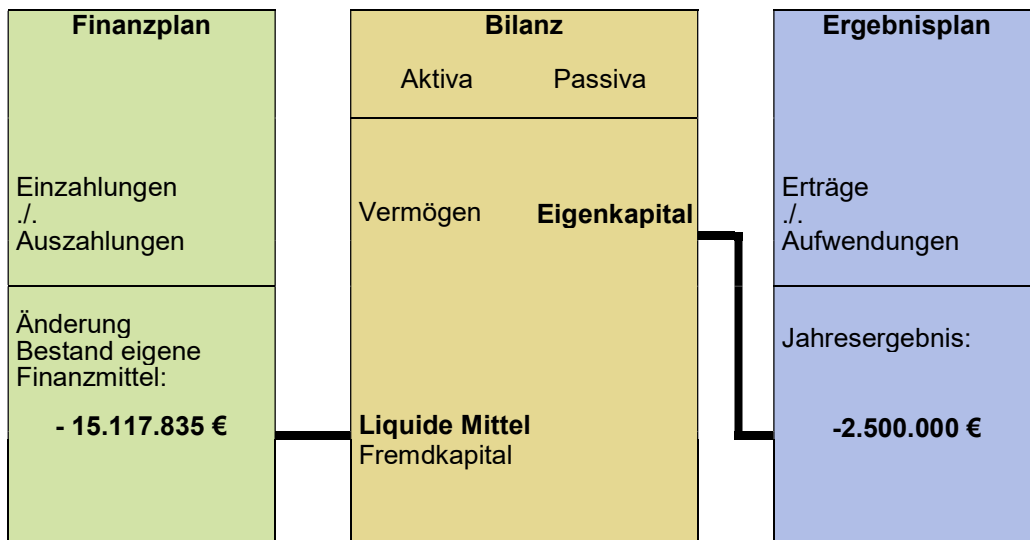 Finanzplan
Einzahlungen
./.
Auszahlungen
Änderung
Bestand eigene
Finanzmittel:
- 15.117.835 €
Bilanz
Aktiva Passiva
Vermögen Eigenkapital
Liquide Mittel
Fremdkapital
Ergebnisplan
Erträge
./.
Aufwendungen
Jahresergebnis:
-2.500.000 €